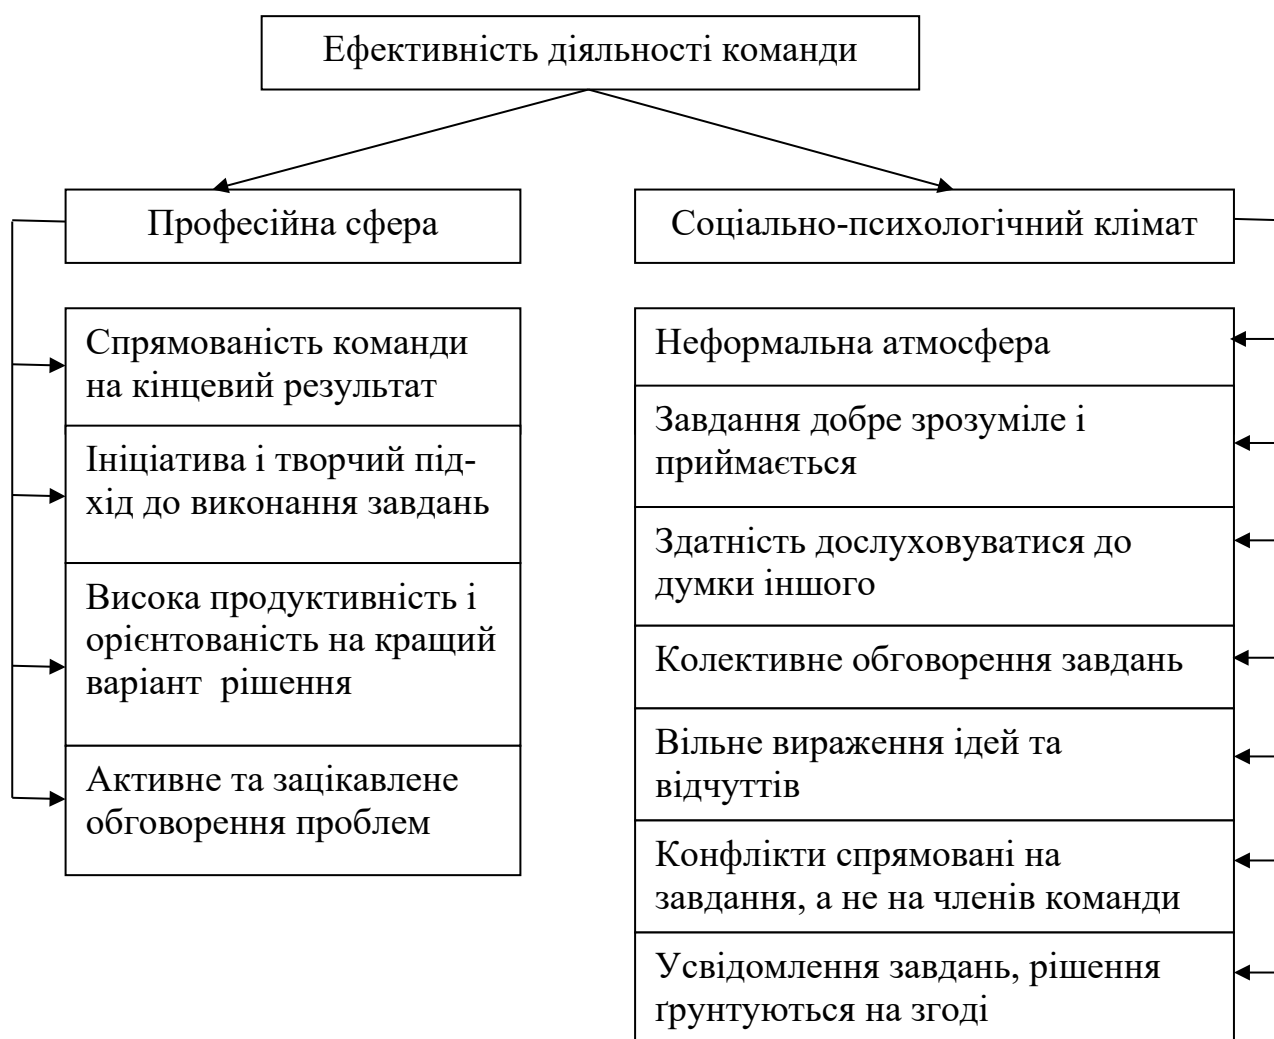 Ефективність діяльності команди
Професійна сфера
Спрямованість команди
на кінцевий результат
Ініціатива і творчий під-
хід до виконання завдань
Висока продуктивність і
орієнтованість на кращий
варіант  рішення
Активне та зацікавлене
обговорення проблем
Соціально-психологічний клімат
Неформальна атмосфера
Завдання добре зрозуміле і
приймається
Здатність дослуховуватися до
думки іншого
Колективне обговорення завдань
Вільне вираження ідей та
відчуттів
Конфлікти спрямовані на
завдання, а не на членів команди
Усвідомлення завдань, рішення
ґрунтуються на згоді